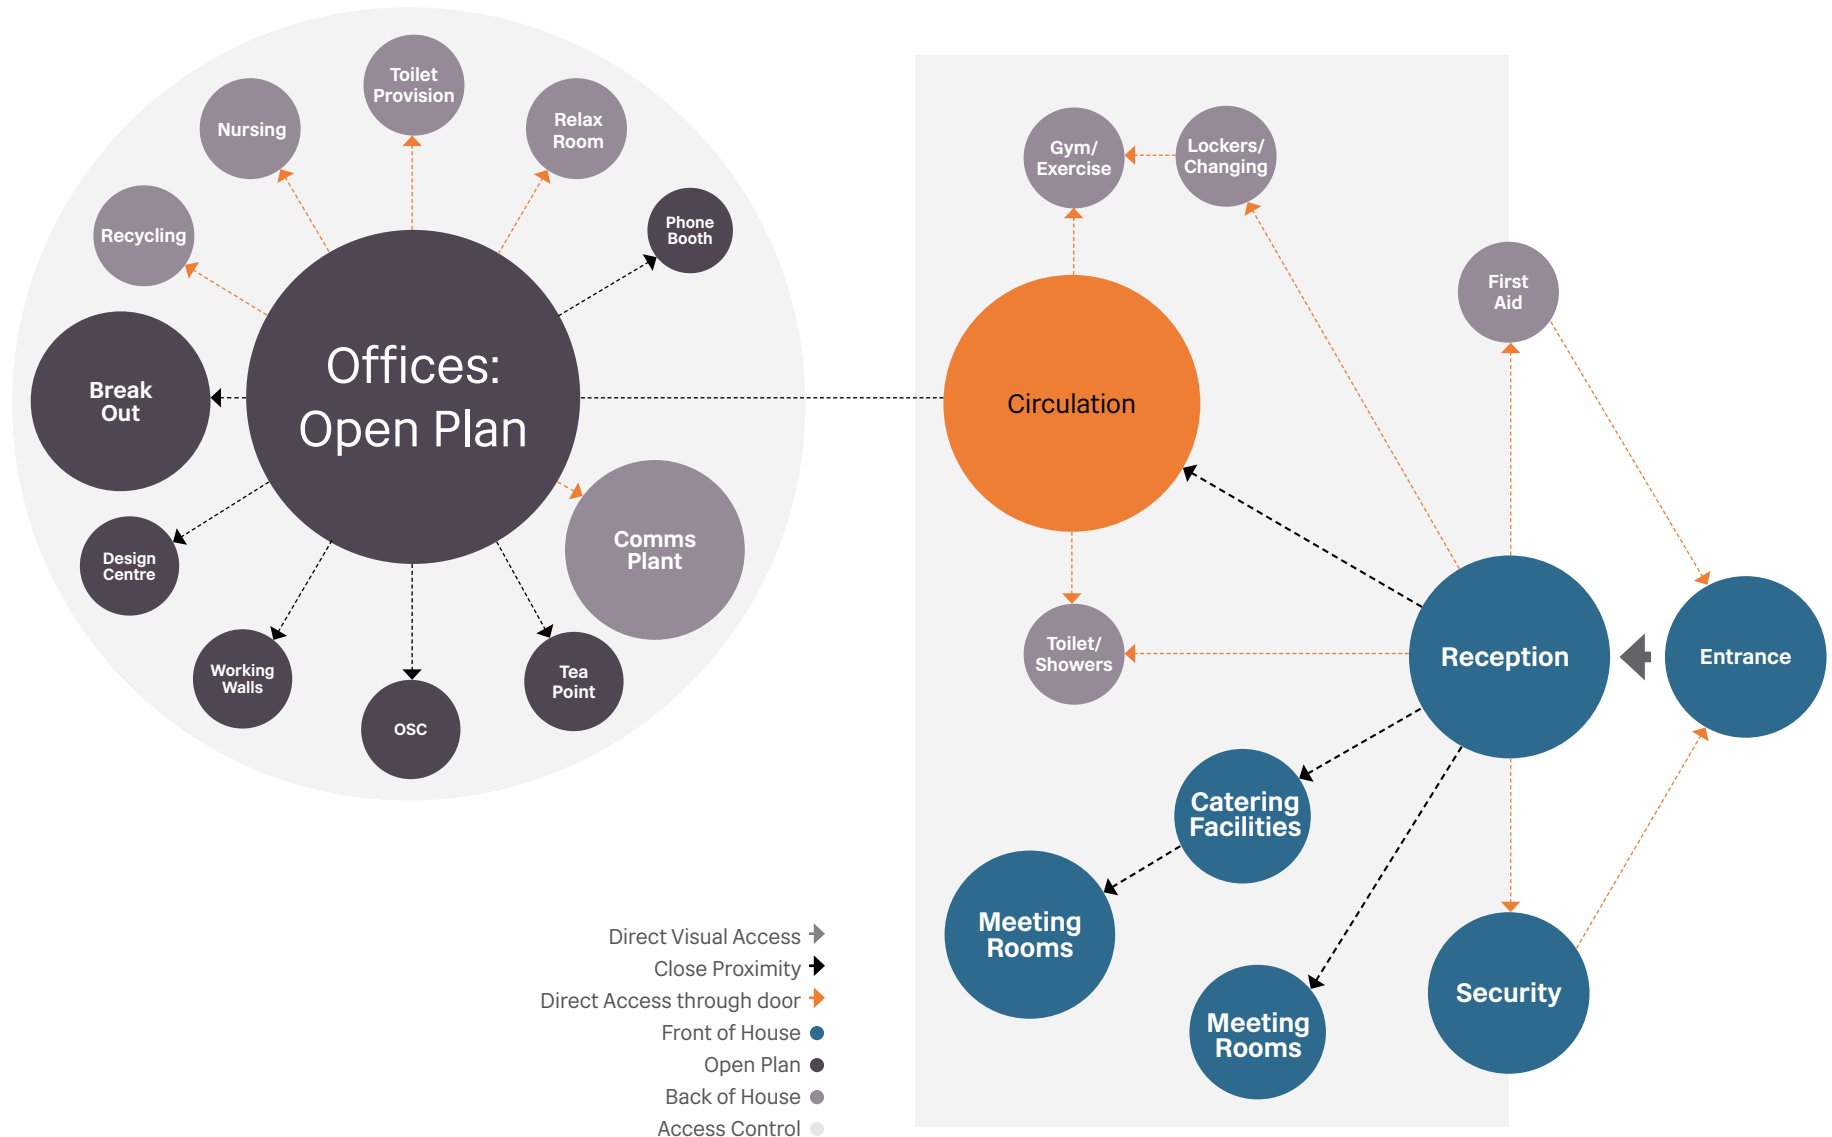 Toilet
Provision
Nursing
Relax
Room
Recycling
Phone
Booth
Break
Out
Offices:
Open Plan
Comms
Plant
Design
Centre
Working
Walls
OSC
Tea
Point
Gym/
Exercise
Lockers/
Changing
First
Aid
Circulation
Toilet/
Showers
Reception
Entrance
Catering
Facilities
Meeting
Rooms
Meeting
Rooms
Security
Direct Visual Access
Close Proximity
Direct Access through door
Front of House
Open Plan
Back of House
Access Control